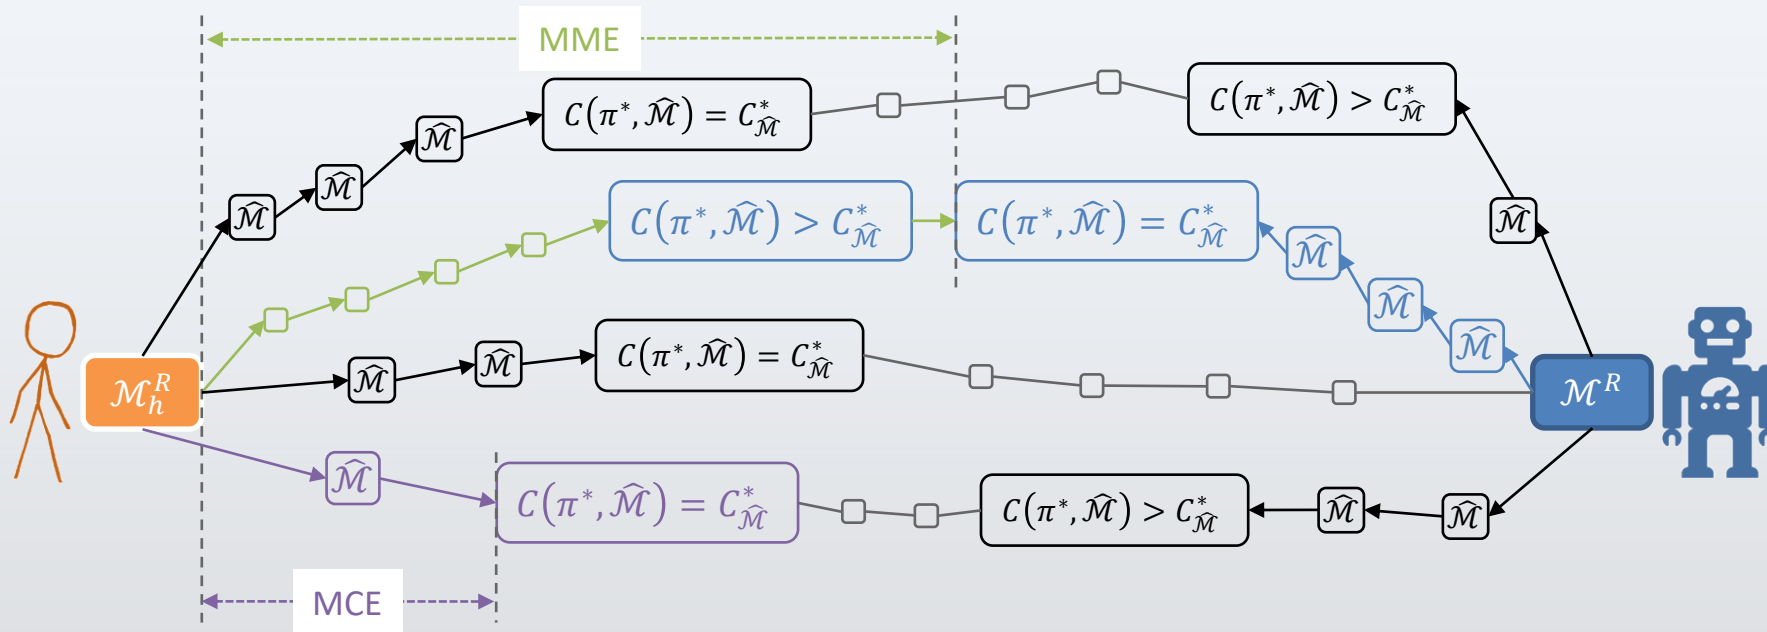 MME
C(π*, ℳ̂) = C*_ℳ̂
C(π*, ℳ̂) > C*_ℳ̂
ℳ̂
ℳ̂
ℳ̂
C(π*, ℳ̂) > C*_ℳ̂
C(π*, ℳ̂) = C*_ℳ̂
ℳ̂
ℳ̂
ℳ̂
ℳ̂
C(π*, ℳ̂) = C*_ℳ̂
ℳ̂
ℳ̂
ℳ_h^R
ℳ^R
ℳ̂
C(π*, ℳ̂) = C*_ℳ̂
C(π*, ℳ̂) > C*_ℳ̂
ℳ̂
ℳ̂
MCE